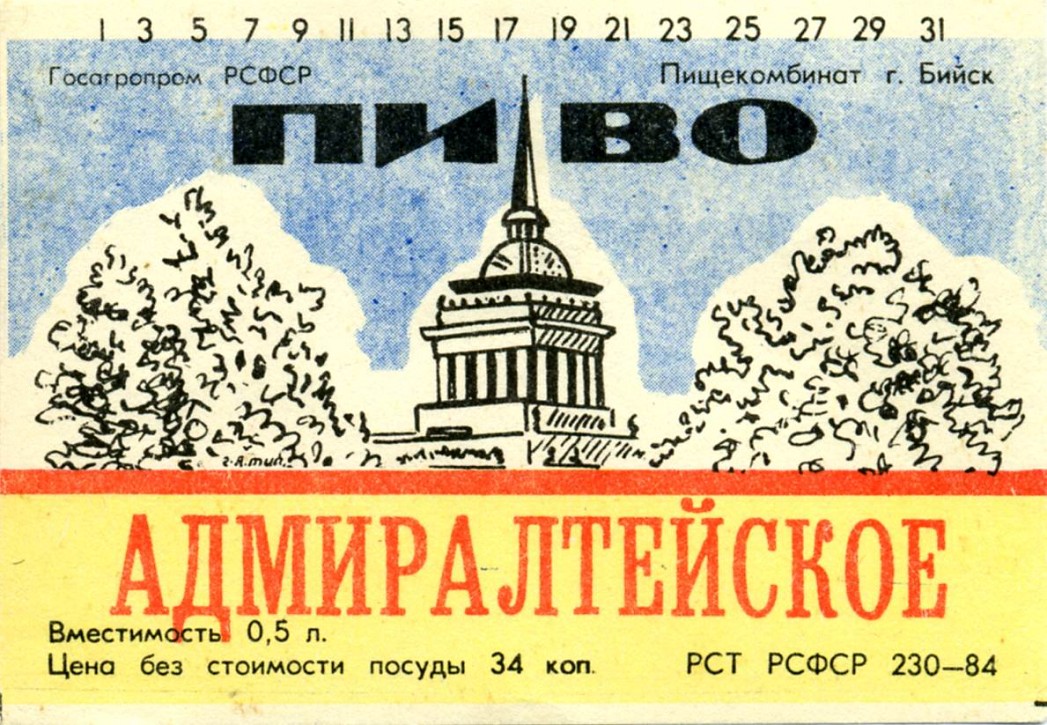 1 3 5 7 9 11 13 15 17 19 21 23 25 27 29 31
Госагропром РСФСР Пищекомбинат г. Бийск
ПИВО
АДМИРАЛТЕЙСКОЕ
Вместимость 0,5 л.
Цена без стоимости посуды 34 коп. РСТ РСФСР 230—84